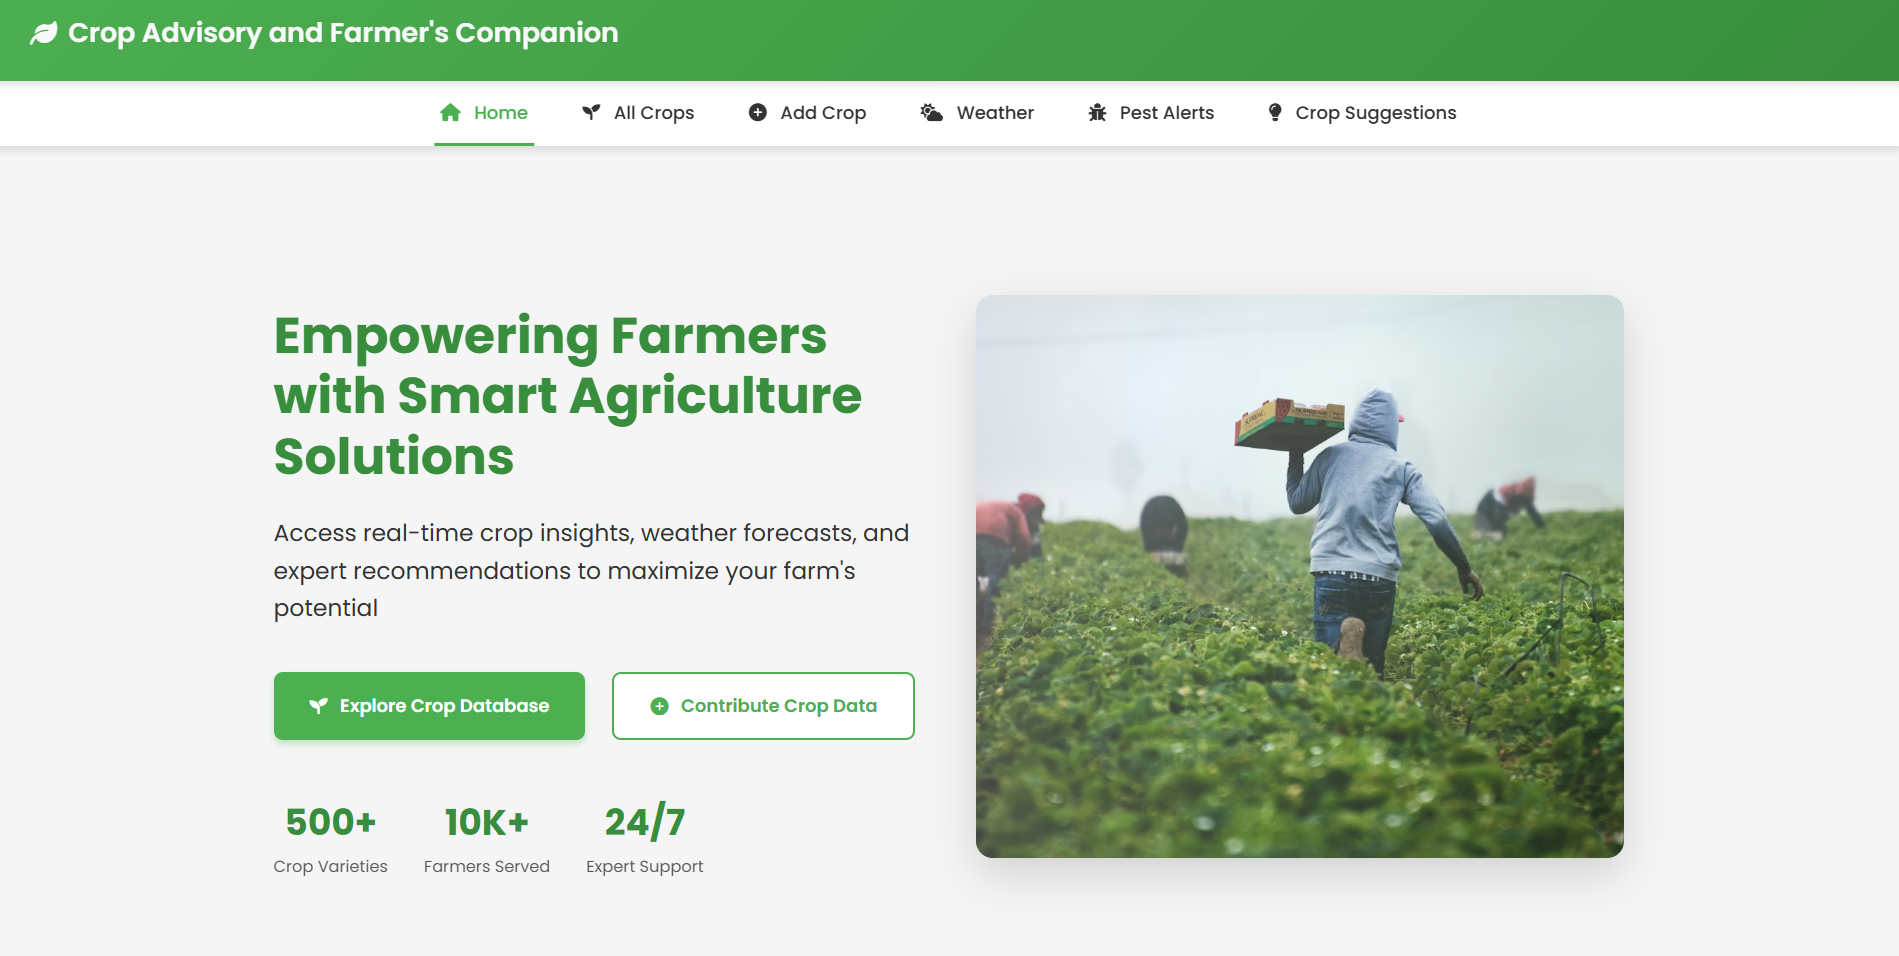 Crop Advisory and Farmer's Companion
Home
All Crops
Add Crop
Weather
Pest Alerts
Crop Suggestions
Empowering Farmers
with Smart Agriculture
Solutions
Access real-time crop insights, weather forecasts, and
expert recommendations to maximize your farm's
potential
Explore Crop Database
Contribute Crop Data
500+
Crop Varieties
10K+
Farmers Served
24/7
Expert Support